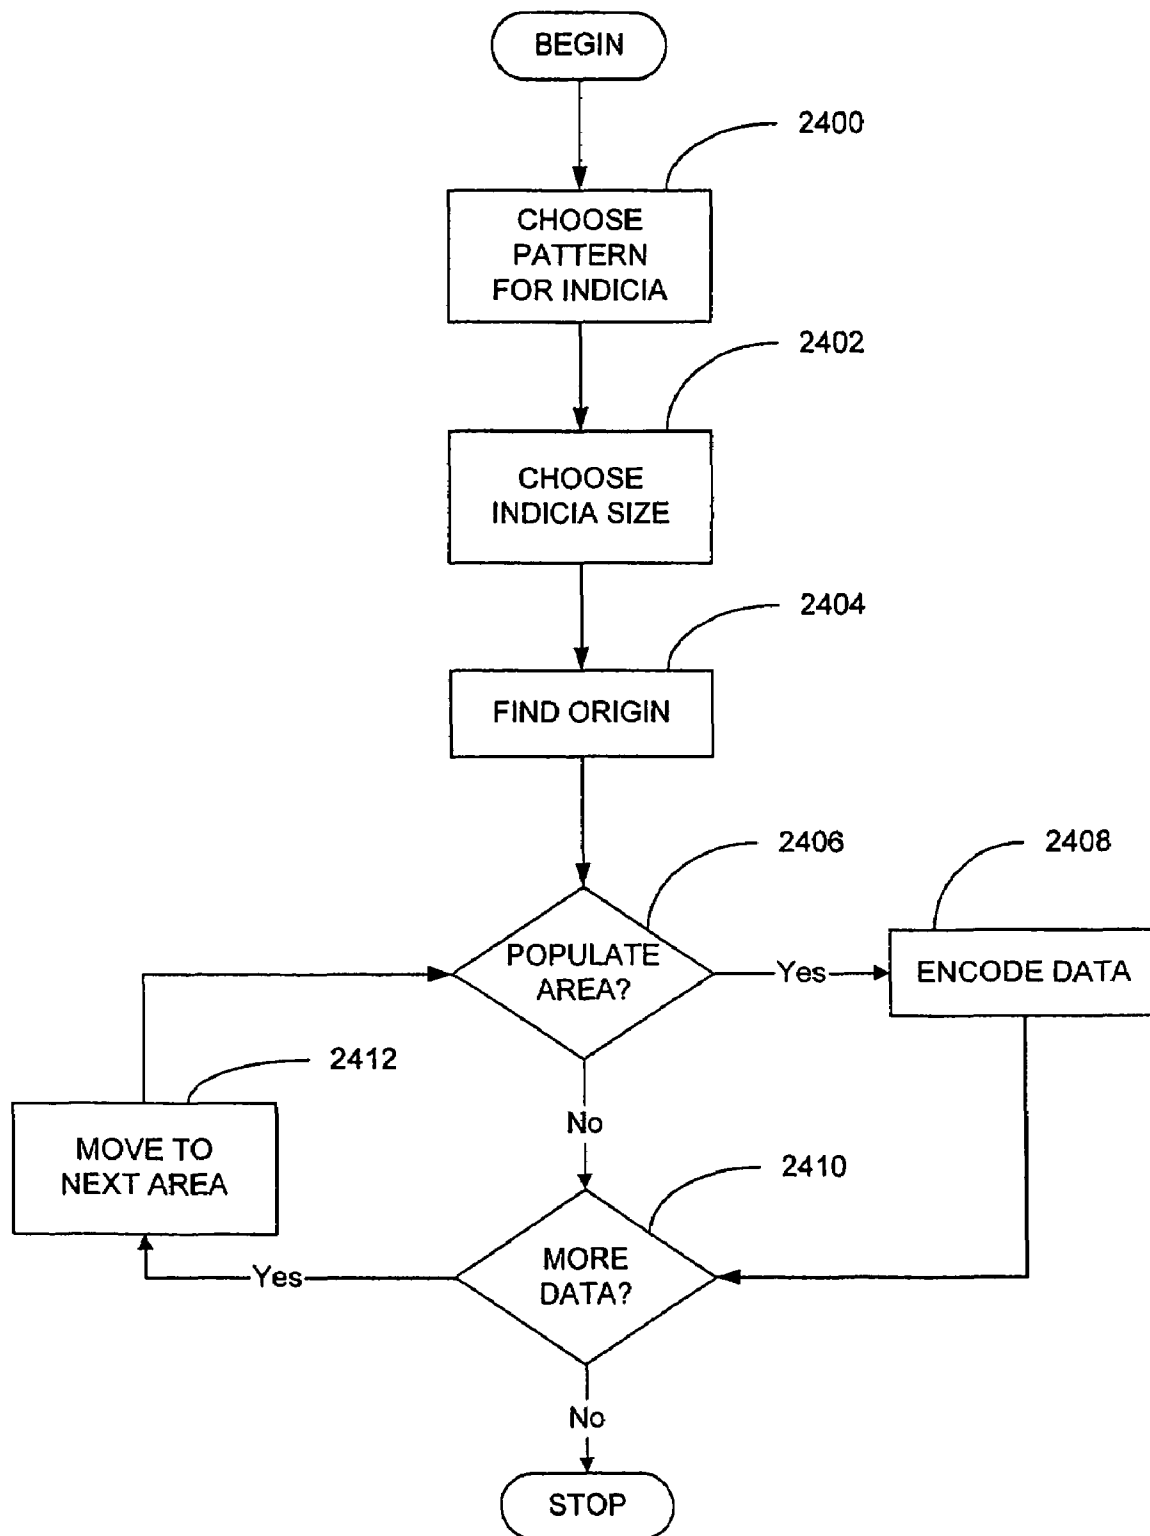 BEGIN
2400
CHOOSE
PATTERN
FOR INDICIA
2402
CHOOSE
INDICIA SIZE
2404
FIND ORIGIN
2406
2408
POPULATE
AREA?
Yes
ENCODE DATA
2412
No
MOVE TO
NEXT AREA
2410
MORE
DATA?
Yes
No
STOP